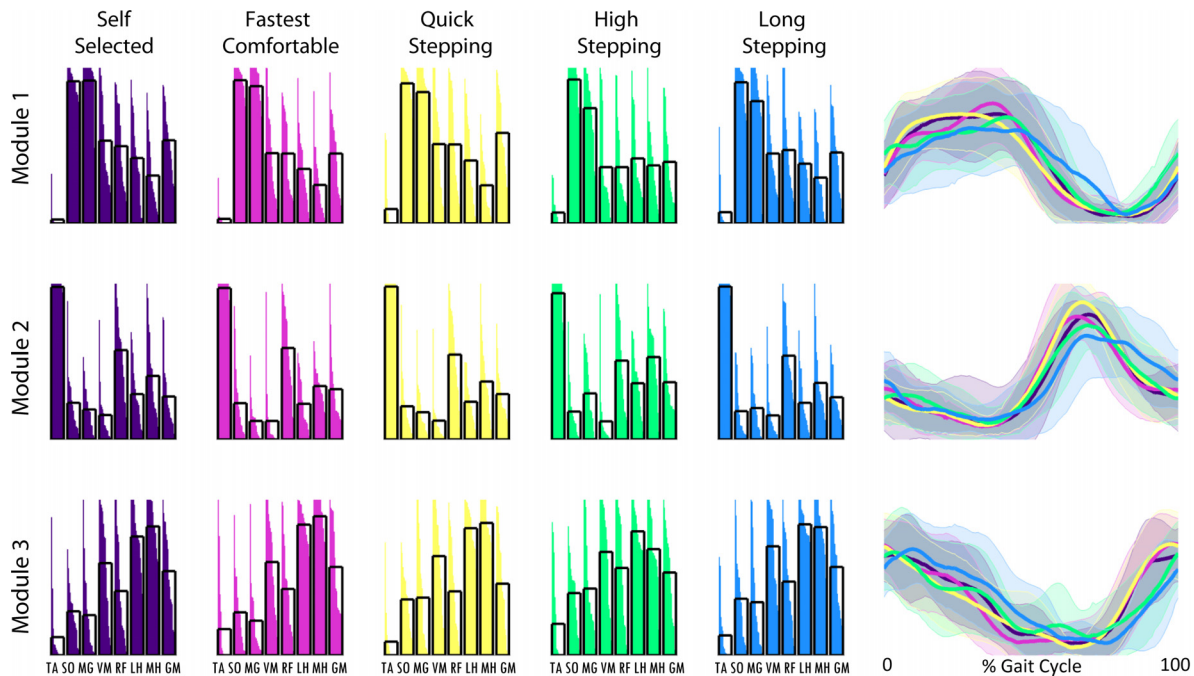 Self
Selected
Fastest
Comfortable
Quick
Stepping
High
Stepping
Long
Stepping
Module 1
Module 2
Module 3
TA SO MG VM RF LH MH GM
TA SO MG VM RF LH MH GM
TA SO MG VM RF LH MH GM
TA SO MG VM RF LH MH GM
TA SO MG VM RF LH MH GM
0 % Gait Cycle 100